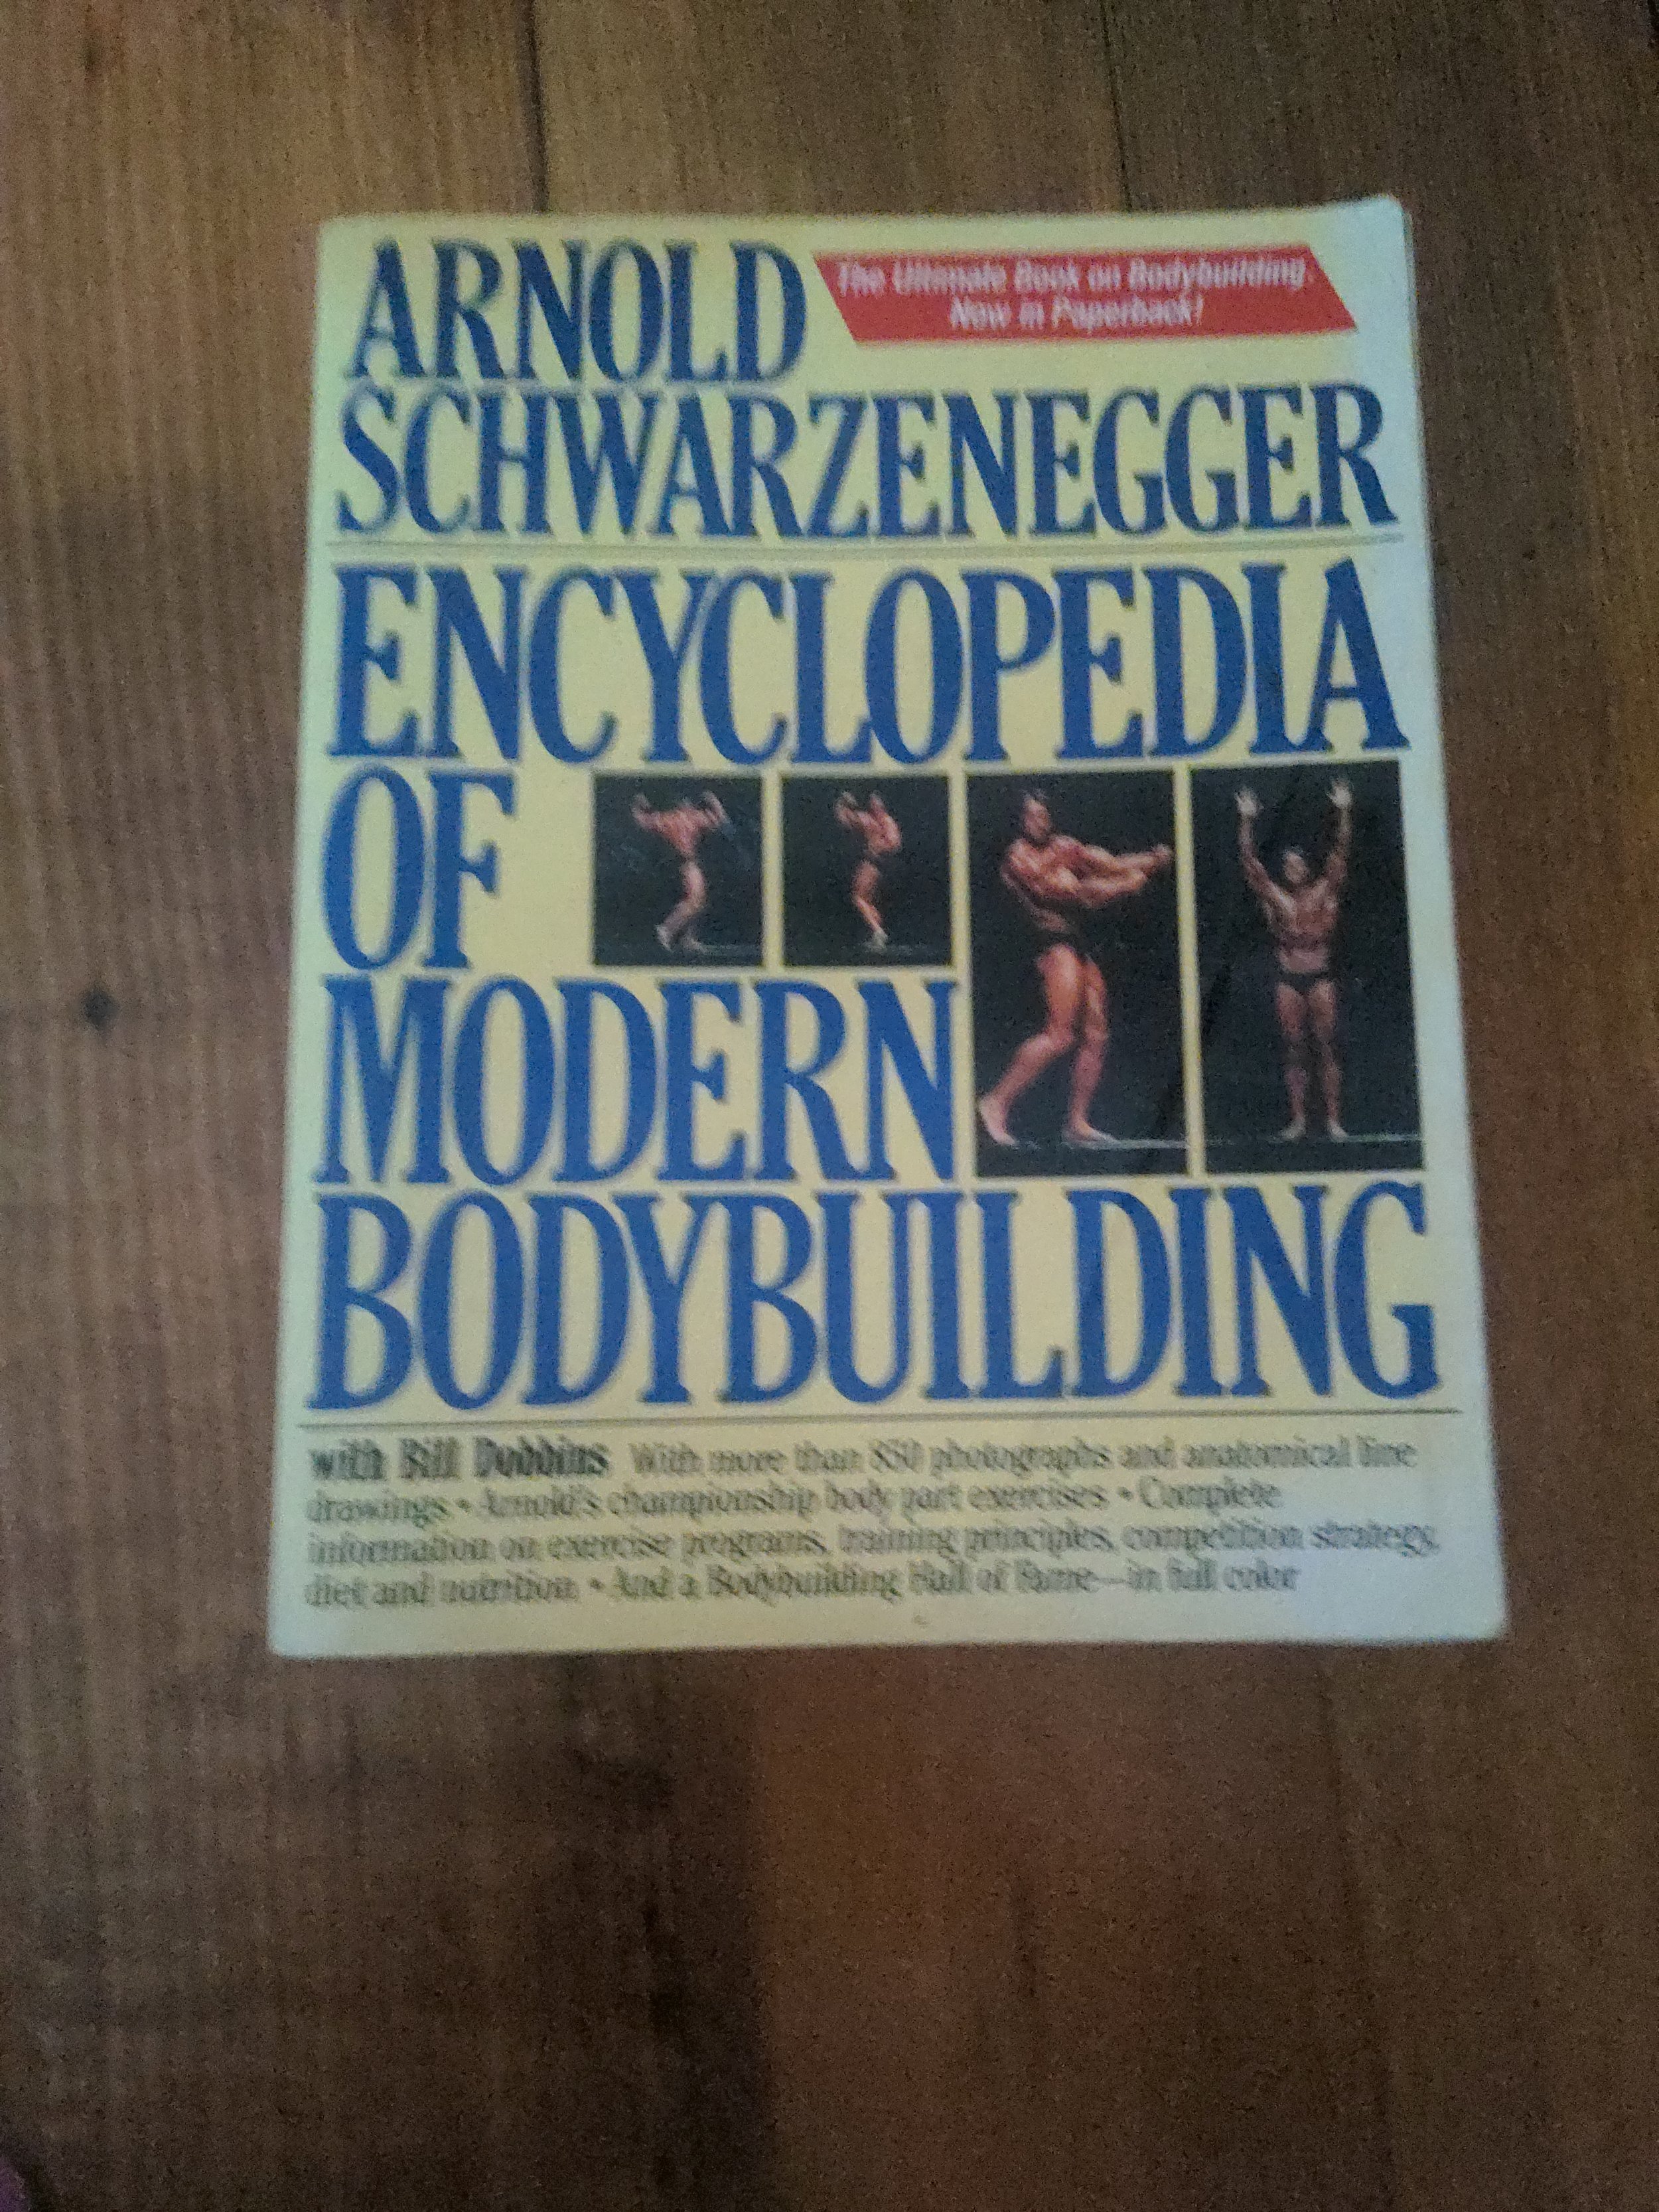 ARNOLD
The Ultimate Book on Bodybuilding.
Now in Paperback!
SCHWARZENEGGER
ENCYCLOPEDIA
OF
MODERN
BODYBUILDING
with Bill Dobbins With more than 850 photographs and anatomical line
drawings • Arnold's championship body part exercises • Complete
information on exercise programs, training principles, competition strategy,
diet and nutrition • And a Bodybuilding Hall of Fame—in full color